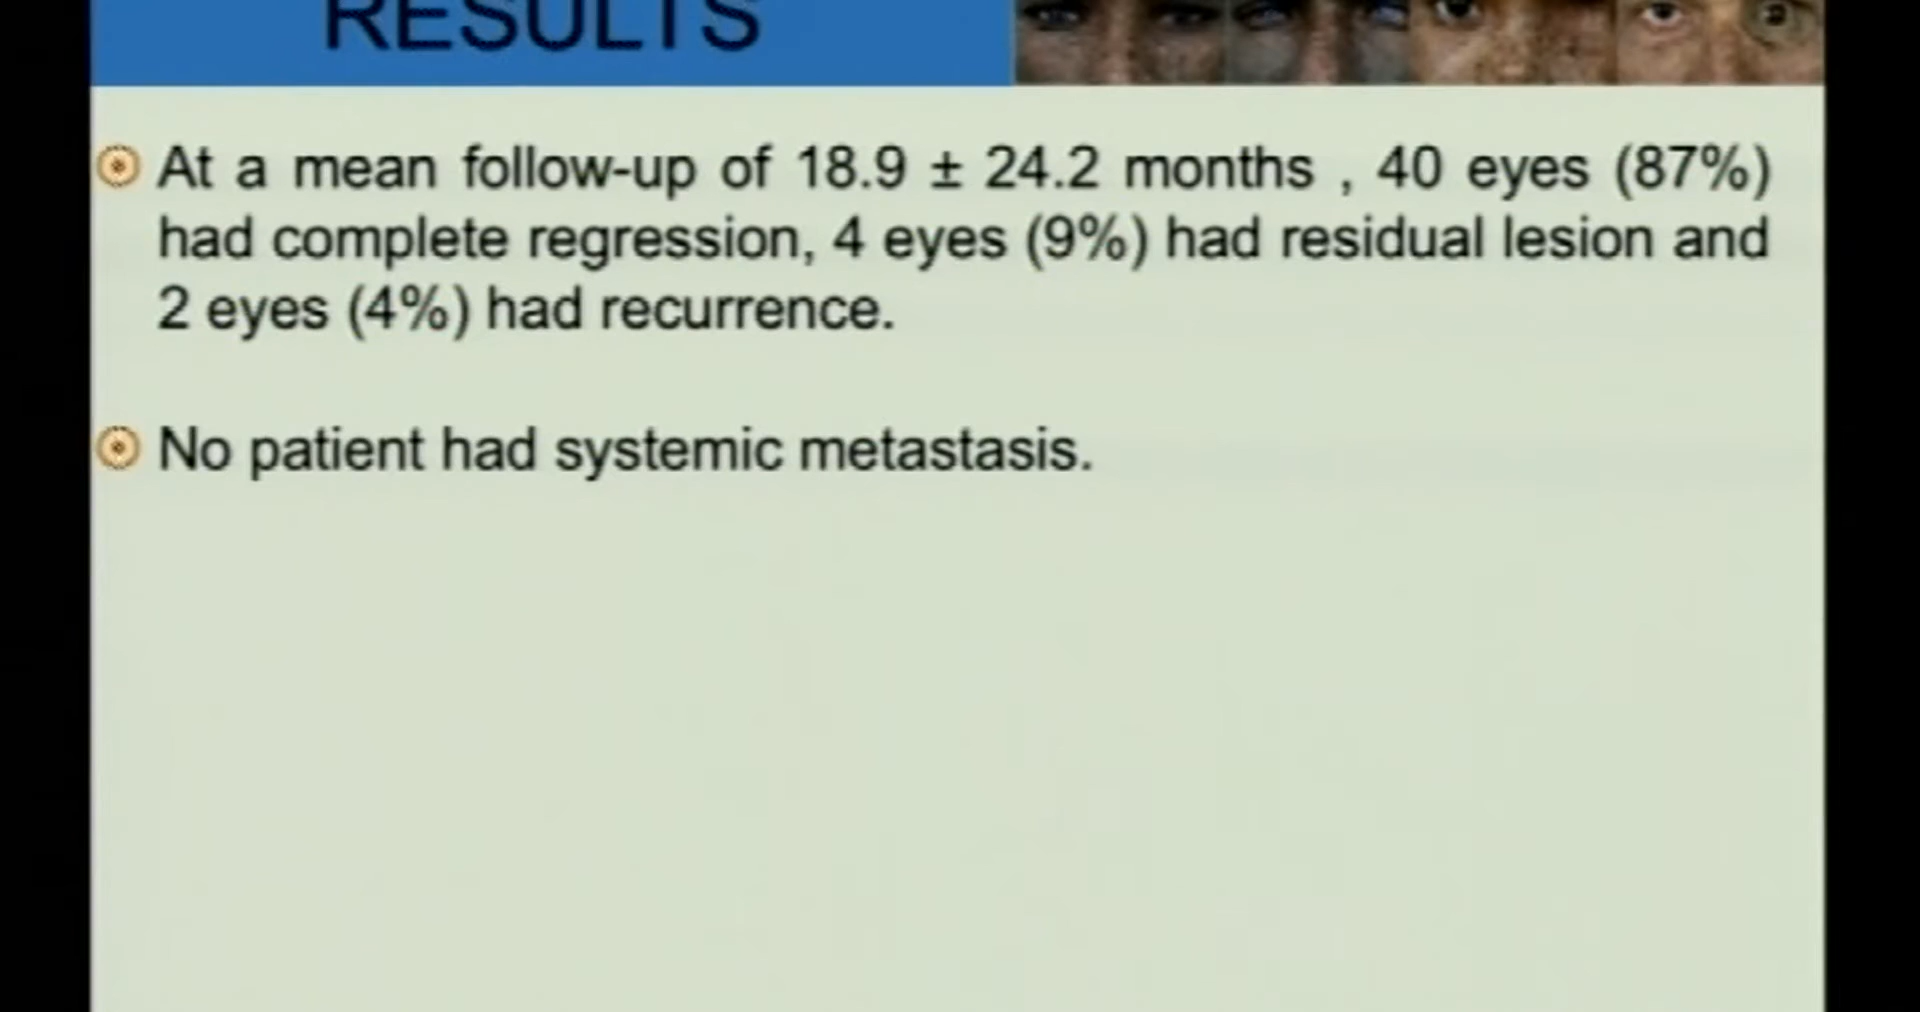 RESULTS
At a mean follow-up of 18.9 ± 24.2 months , 40 eyes (87%)
had complete regression, 4 eyes (9%) had residual lesion and
2 eyes (4%) had recurrence.
No patient had systemic metastasis.